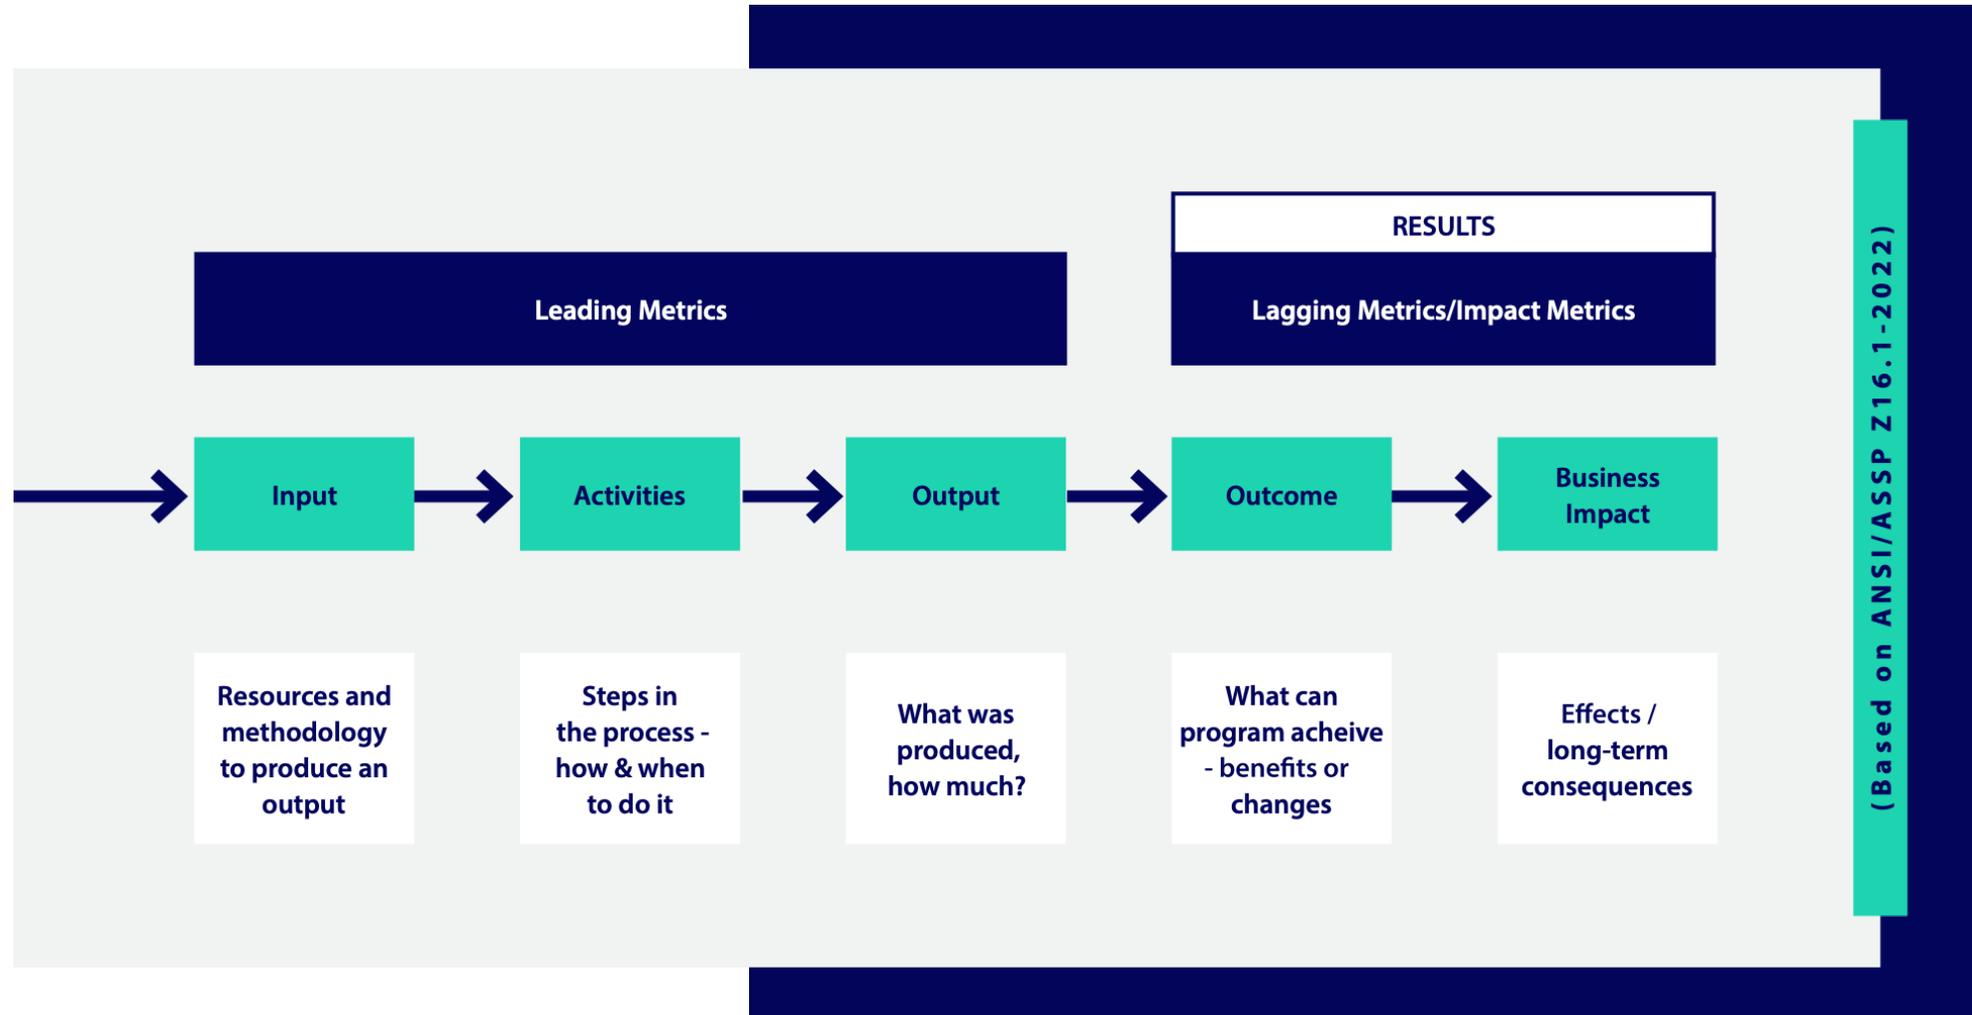 RESULTS
Leading Metrics
Lagging Metrics/Impact Metrics
Input
Activities
Output
Outcome
Business
Impact
Resources and
methodology
to produce an
output
Steps in
the process -
how & when
to do it
What was
produced,
how much?
What can
program acheive
- benefits or
changes
Effects /
long-term
consequences
(Based on ANSI/ASSP Z16.1-2022)